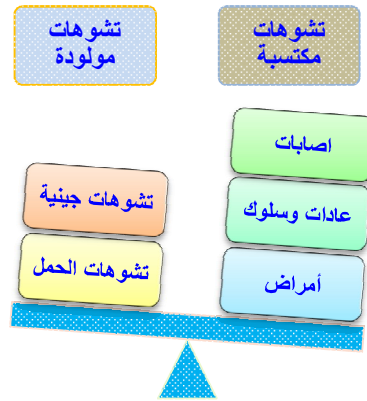 تشوهات
مكتسبة
تشوهات
مولودة
اصابات
عادات وسلوك
أمراض
تشوهات جينية
تشوهات الحمل